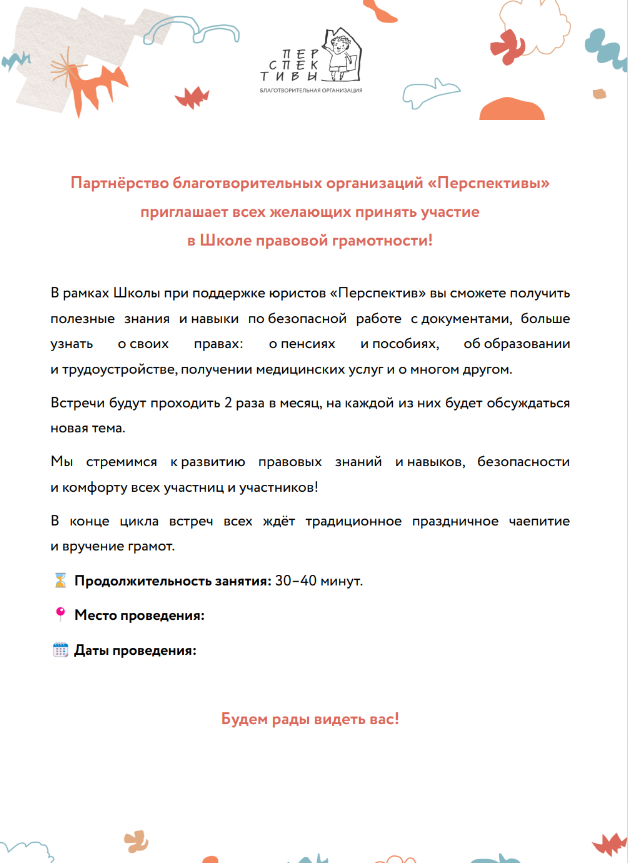 ПЕР
СПЕК
ТИВЫ
БЛАГОТВОРИТЕЛЬНАЯ ОРГАНИЗАЦИЯ
Партнёрство благотворительных организаций «Перспективы»
приглашает всех желающих принять участие
в Школе правовой грамотности!
В рамках Школы при поддержке юристов «Перспектив» вы сможете получить
полезные знания и навыки по безопасной работе с документами, больше
узнать о своих правах: о пенсиях и пособиях, об образовании
и трудоустройстве, получении медицинских услуг и о многом другом.
Встречи будут проходить 2 раза в месяц, на каждой из них будет обсуждаться
новая тема.
Мы стремимся к развитию правовых знаний и навыков, безопасности
и комфорту всех участниц и участников!
В конце цикла встреч всех ждёт традиционное праздничное чаепитие
и вручение грамот.
Продолжительность занятия: 30–40 минут.
Место проведения:
Даты проведения:
Будем рады видеть вас!